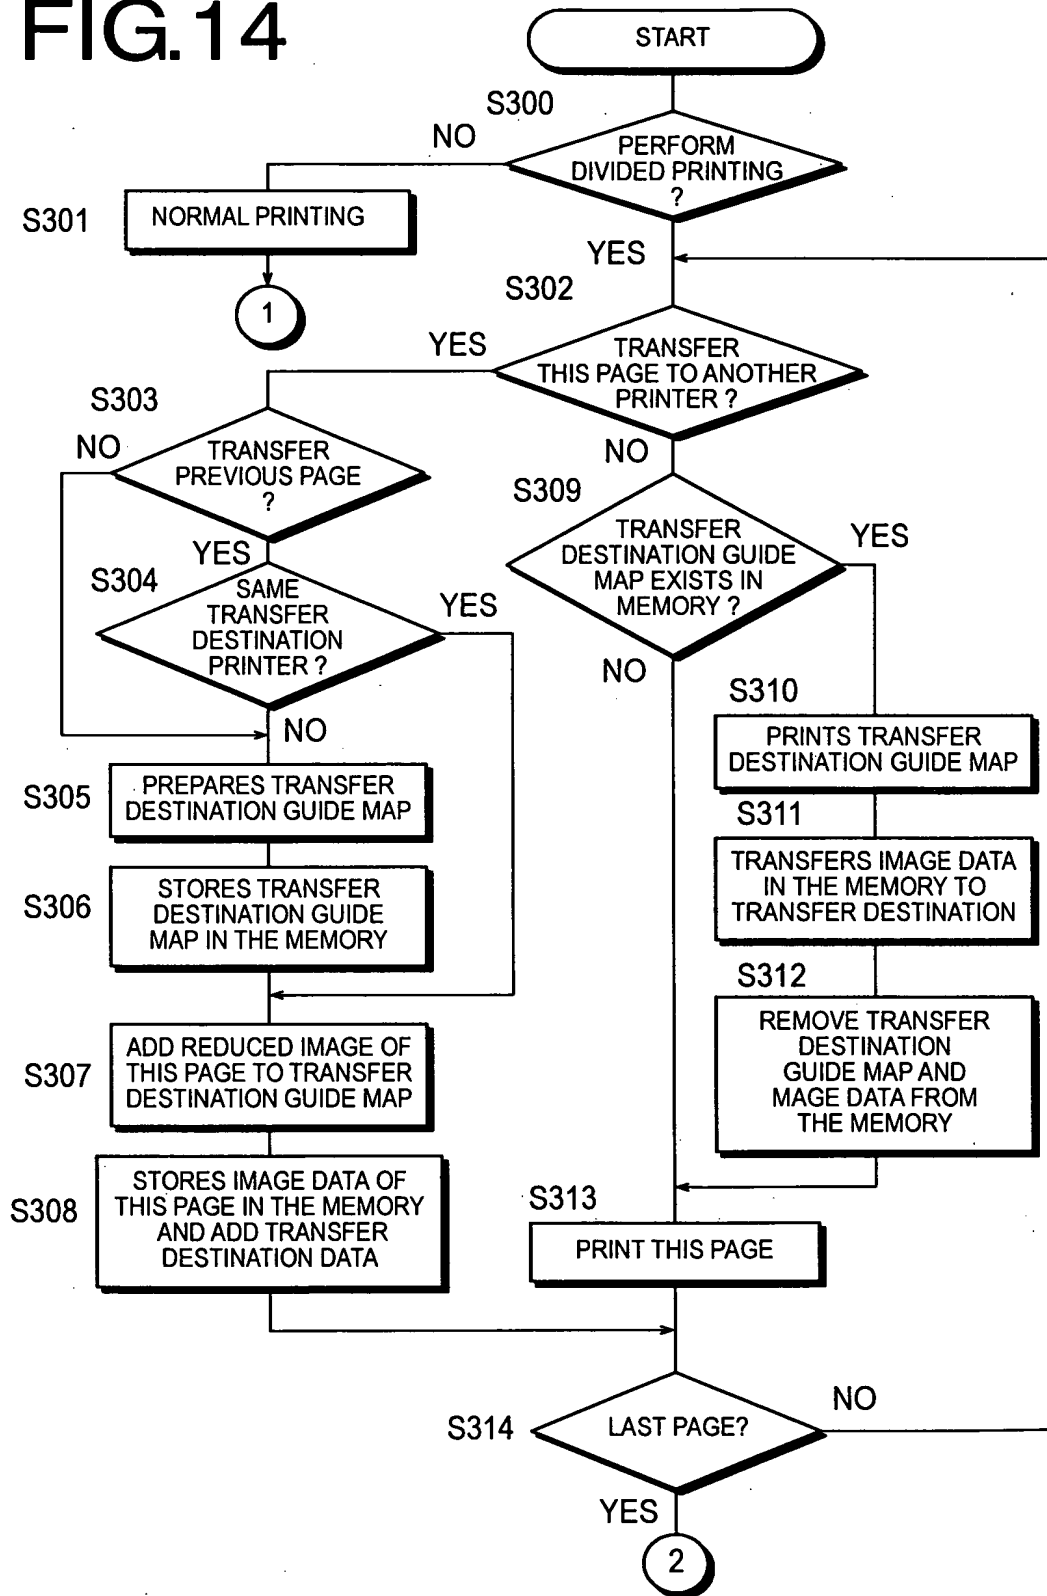 FIG.14
START
S300
NO
PERFORM
DIVIDED PRINTING
?
S301
NORMAL PRINTING
YES
1
S302
YES
TRANSFER
THIS PAGE TO ANOTHER
PRINTER ?
S303
NO
TRANSFER
PREVIOUS PAGE
?
NO
S309
TRANSFER
DESTINATION GUIDE
MAP EXISTS IN
MEMORY ?
YES
YES
S304
SAME
TRANSFER
DESTINATION
PRINTER ?
YES
NO
NO
S310
PRINTS TRANSFER
DESTINATION GUIDE MAP
S305
PREPARES TRANSFER
DESTINATION GUIDE MAP
S311
TRANSFERS IMAGE DATA
IN THE MEMORY TO
TRANSFER DESTINATION
S306
STORES TRANSFER
DESTINATION GUIDE
MAP IN THE MEMORY
S312
REMOVE TRANSFER
DESTINATION
GUIDE MAP AND
MAGE DATA FROM
THE MEMORY
S307
ADD REDUCED IMAGE OF
THIS PAGE TO TRANSFER
DESTINATION GUIDE MAP
S308
STORES IMAGE DATA OF
THIS PAGE IN THE MEMORY
AND ADD TRANSFER
DESTINATION DATA
S313
PRINT THIS PAGE
S314
LAST PAGE?
NO
YES
2